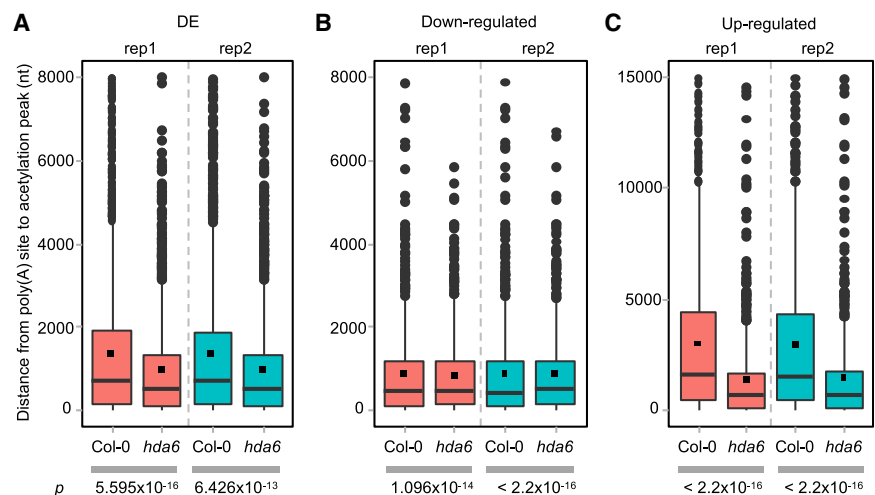 A DE B Down-regulated C Up-regulated
rep1 rep2 rep1 rep2 rep1 rep2
Distance from poly(A) site to acetylation peak (nt)
8000 8000 15000
6000 6000
10000
4000 4000
5000
2000 2000
0 0 0
Col-0 hda6 Col-0 hda6 Col-0 hda6 Col-0 hda6 Col-0 hda6 Col-0 hda6
p 5.595x10⁻¹⁶ 6.426x10⁻¹³ 1.096x10⁻¹⁴ < 2.2x10⁻¹⁶ < 2.2x10⁻¹⁶ < 2.2x10⁻¹⁶